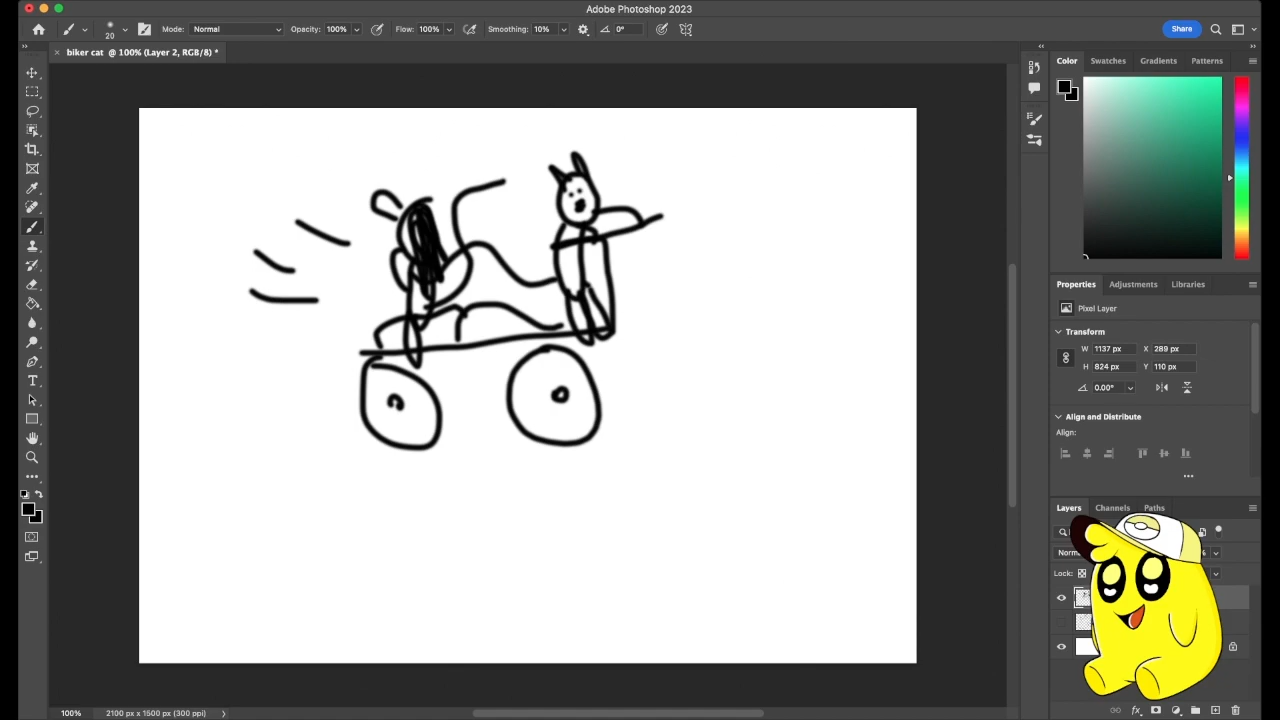 Adobe Photoshop 2023
20 Mode: Normal Opacity: 100% Flow: 100% Smoothing: 10% 0° Share
biker cat @ 100% (Layer 2, RGB/8) *
Color Swatches Gradients Patterns
Properties Adjustments Libraries
Pixel Layer
Transform
W 1137 px X 289 px
H 824 px Y 110 px
0.00°
Align and Distribute
Align:
Layers Channels Paths
Lock:
fx
100% 2100 px x 1500 px (300 ppi)